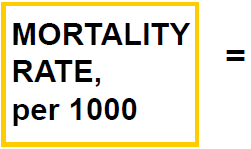 MORTALITY
RATE,
per 1000
=